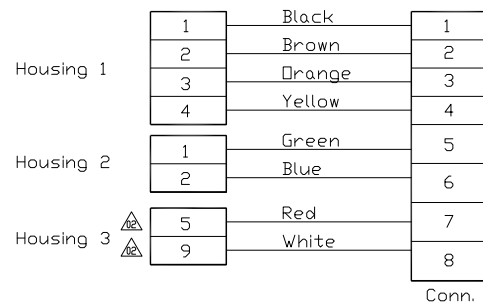 1 Black 1
2 Brown 2
Housing 1
3 Orange 3
4 Yellow 4
1 Green 5
Housing 2
2 Blue 6
02 5 Red 7
Housing 3
02 9 White 8
Conn.